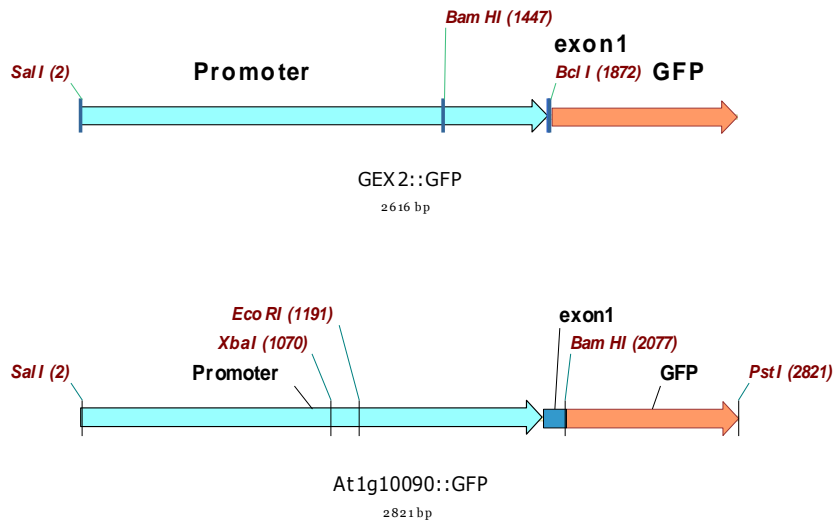 Bam HI (1447)
exon1
Sal I (2)
Promoter
Bcl I (1872)
GFP
GEX2::GFP
2616 bp
Eco RI (1191)
exon1
XbaI (1070)
Bam HI (2077)
Sal I (2)
Promoter
GFP
Pst I (2821)
At1g10090::GFP
2821 bp